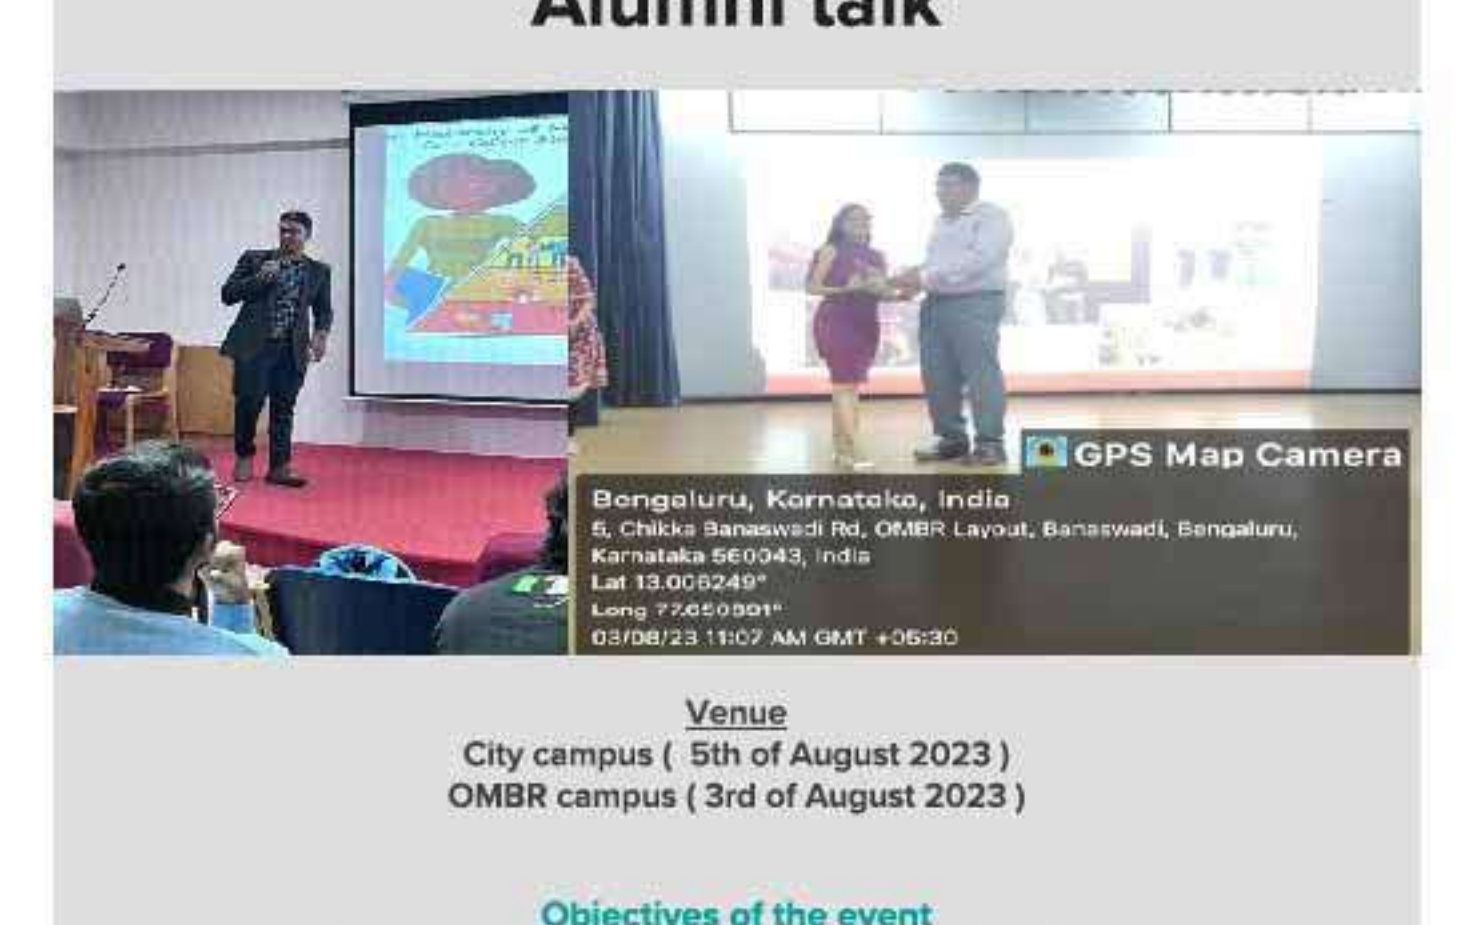 Alumni talk
GPS Map Camera
Bengaluru, Karnataka, India
5, Chikka Banaswadi Rd, OMBR Layout, Banaswadi, Bengaluru,
Karnataka 560043, India
Lat 13.006249°
Long
03/08/23 11:07 AM GMT +05:30
Venue
City campus ( 5th of August 2023 )
OMBR campus ( 3rd of August 2023 )
Objectives of the event